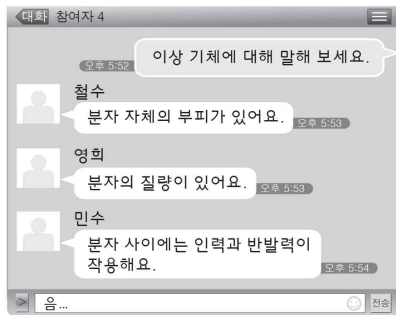 대화 참여자 4
이상 기체에 대해 말해 보세요.
오후 5:52
철수
분자 자체의 부피가 있어요.
오후 5:53
영희
분자의 질량이 있어요.
오후 5:53
민수
분자 사이에는 인력과 반발력이
작용해요.
오후 5:54
> 음... 전송